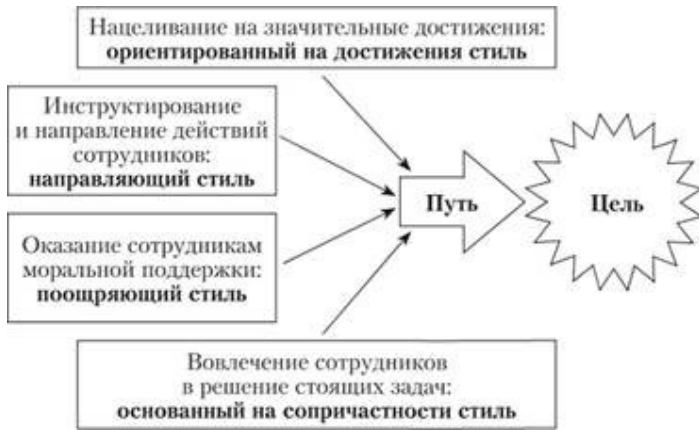 Нацеливание на значительные достижения:
ориентированный на достижения стиль
Инструктирование
и направление действий
сотрудников:
направляющий стиль
Оказание сотрудникам
моральной поддержки:
поощряющий стиль
Путь
Цель
Вовлечение сотрудников
в решение стоящих задач:
основанный на сопричастности стиль